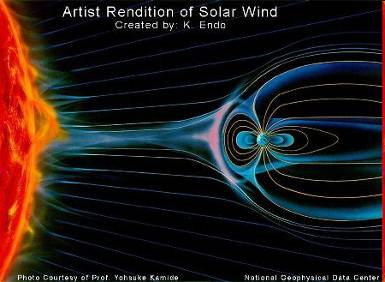 Artist Rendition of Solar Wind
Created by: K. Endo
Photo Courtesy of Prof. Yohsuke Kamide
National Geophysical Data Center